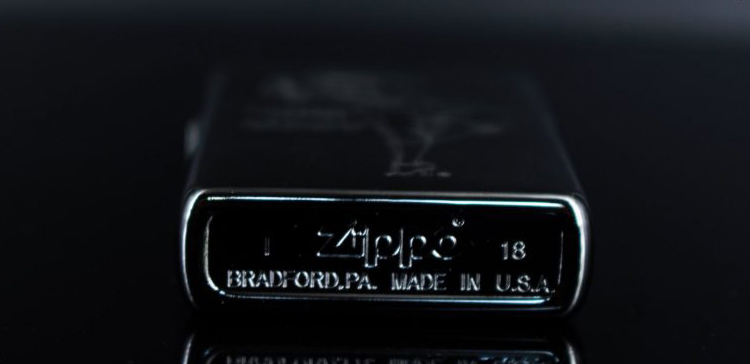 I Zippo® 18
BRADFORD,PA. MADE IN U.S.A.